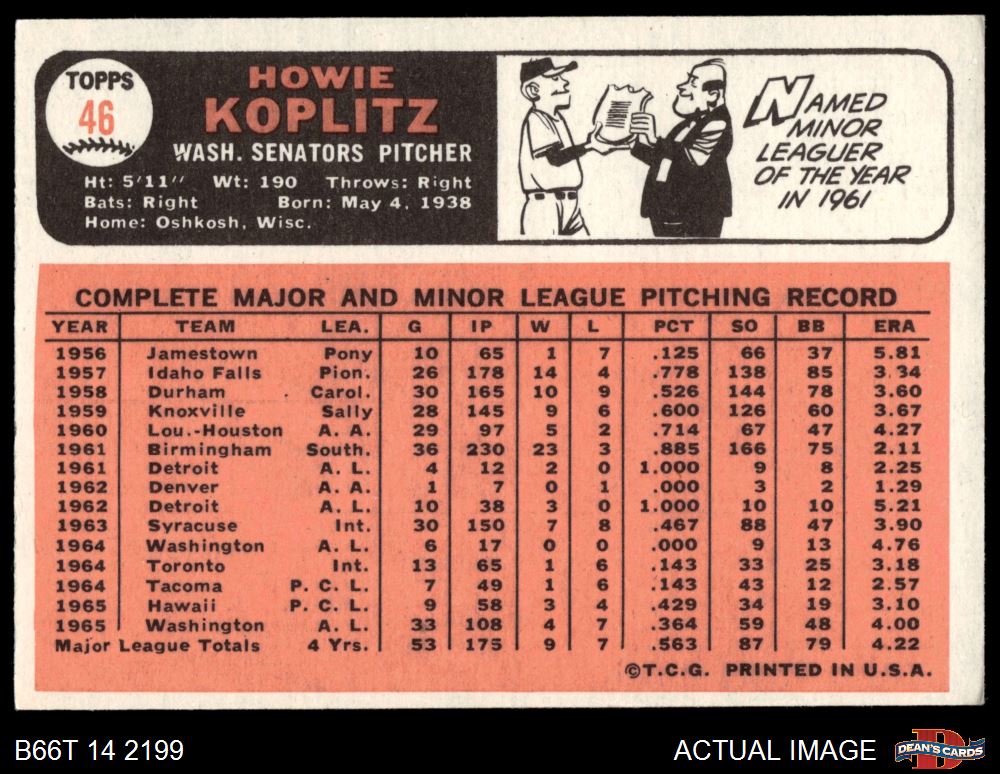 TOPPS
46
HOWIE
KOPLITZ
WASH. SENATORS PITCHER
Ht: 5'11" Wt: 190 Throws: Right
Bats: Right Born: May 4, 1938
Home: Oshkosh, Wisc.
NAMED
MINOR
LEAGUER
OF THE YEAR
IN 1961
COMPLETE MAJOR AND MINOR LEAGUE PITCHING RECORD
YEAR TEAM LEA. G IP W L PCT SO BB ERA
1956 Jamestown Pony 10 65 1 7 .125 66 37 5.81
1957 Idaho Falls Pion. 26 178 14 4 .778 138 85 3.34
1958 Durham Carol. 30 165 10 9 .526 144 78 3.60
1959 Knoxville Sally 28 145 9 6 .600 126 60 3.67
1960 Lou.-Houston A. A. 29 97 5 2 .714 67 47 4.27
1961 Birmingham South. 36 230 23 3 .885 166 75 2.11
1961 Detroit A. L. 4 12 2 0 1.000 9 8 2.25
1962 Denver A. A. 1 7 0 1 .000 3 2 1.29
1962 Detroit A. L. 10 38 3 0 1.000 10 10 5.21
1963 Syracuse Int. 30 150 7 8 .467 88 47 3.90
1964 Washington A. L. 6 17 0 0 .000 9 13 4.76
1964 Toronto Int. 13 65 1 6 .143 33 25 3.18
1964 Tacoma P. C. L. 7 49 1 6 .143 43 12 2.57
1965 Hawaii P. C. L. 9 58 3 4 .429 34 19 3.10
1965 Washington A. L. 33 108 4 7 .364 59 48 4.00
Major League Totals 4 Yrs. 53 175 9 7 .563 87 79 4.22
©T.C.G. PRINTED IN U.S.A.
B66T 14 2199 ACTUAL IMAGE DEAN'S CARDS